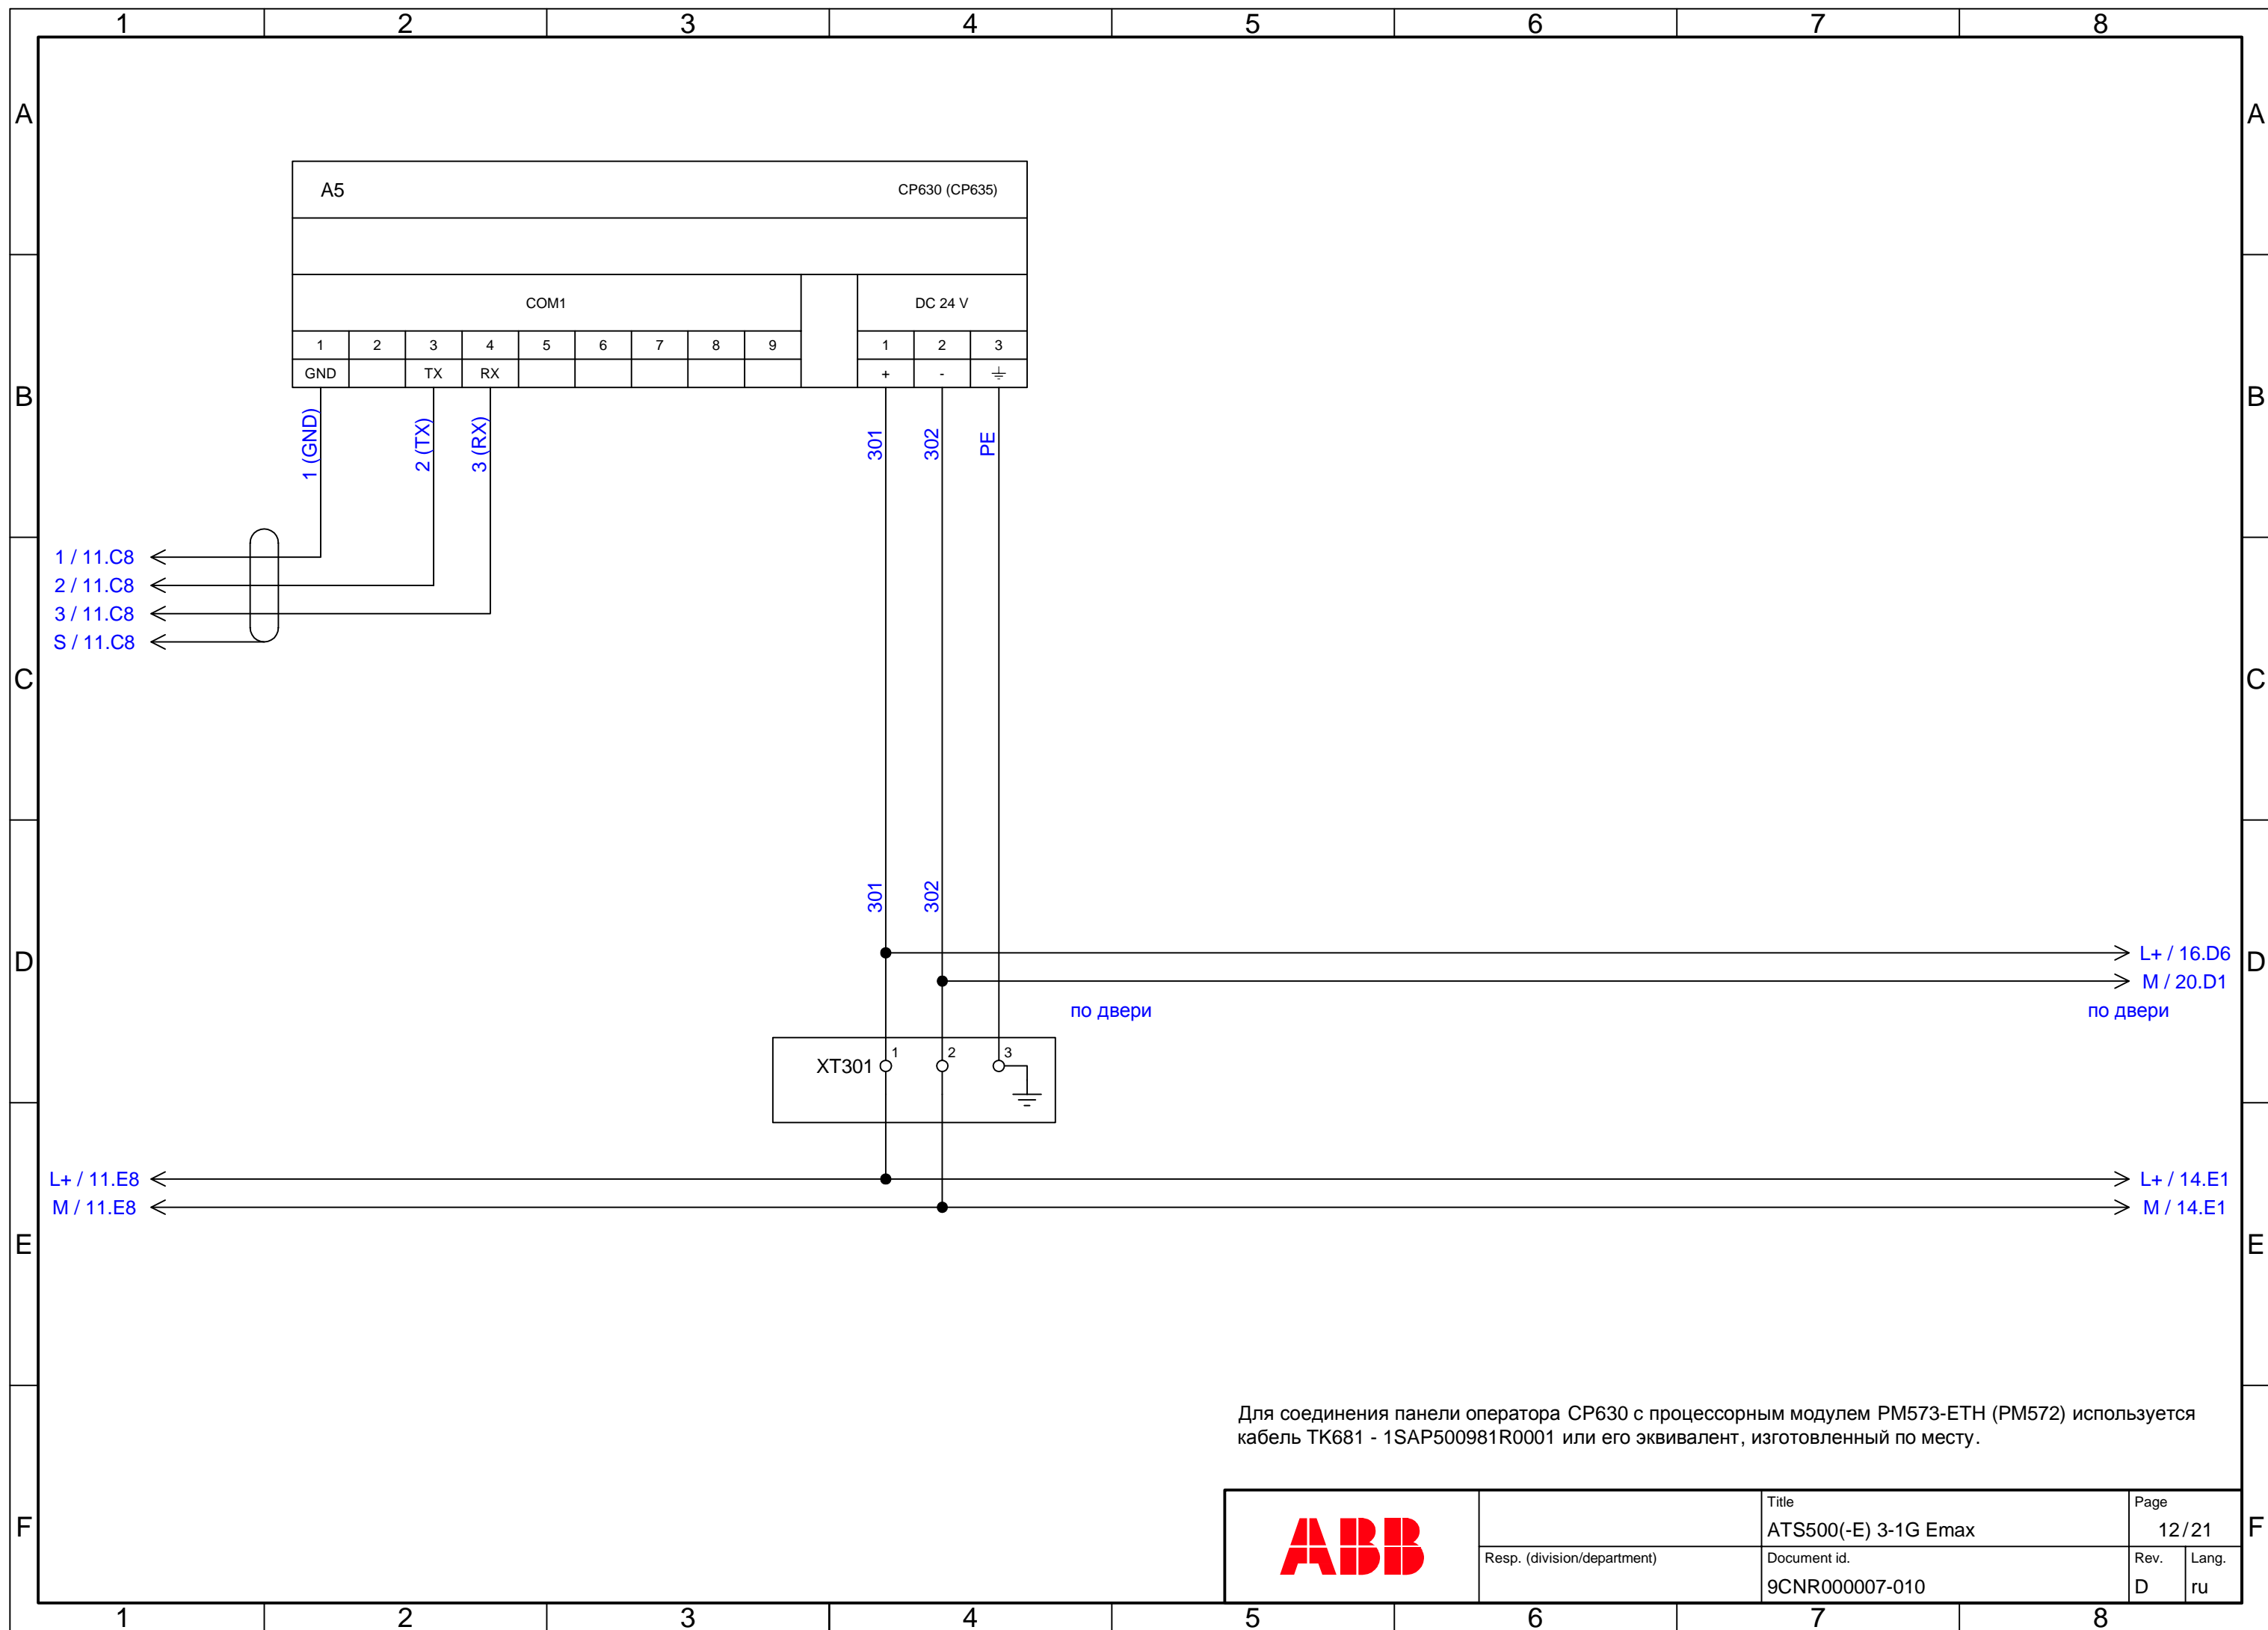 1 2 3 4 5 6 7 8
A A
A5 CP630 (CP635)
COM1 DC 24 V
1 2 3 4 5 6 7 8 9 1 2 3
GND TX RX + -
B B
1 (GND) 2 (TX) 3 (RX) 301 302 PE
1 / 11.C8
2 / 11.C8
3 / 11.C8
S / 11.C8
C C
301 302
L+ / 16.D6
D D
M / 20.D1
по двери по двери
XT301 1 2 3
L+ / 11.E8 L+ / 14.E1
M / 11.E8 M / 14.E1
E E
Для соединения панели оператора CP630 с процессорным модулем PM573-ETH (PM572) используется
кабель TK681 - 1SAP500981R0001 или его эквивалент, изготовленный по месту.
ABB
Title Page
ATS500(-E) 3-1G Emax 12/21
F F
Resp. (division/department) Document id. Rev. Lang.
9CNR000007-010 D ru
1 2 3 4 5 6 7 8